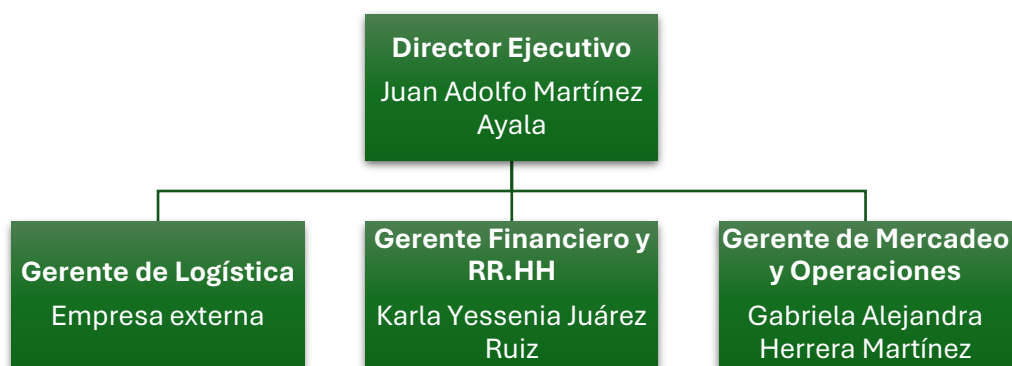 Director Ejecutivo
Juan Adolfo Martínez
Ayala
Gerente de Logística
Empresa externa
Gerente Financiero y
RR.HH
Karla Yessenia Juárez
Ruiz
Gerente de Mercadeo
y Operaciones
Gabriela Alejandra
Herrera Martínez